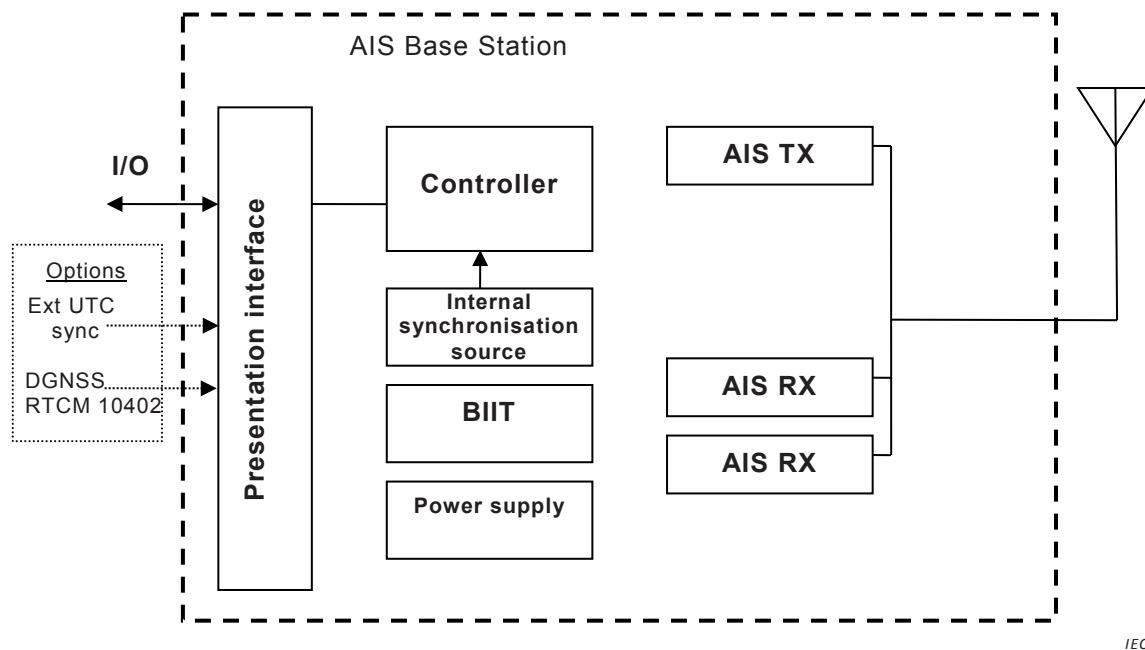 AIS Base Station
I/O
Options
Ext UTC
sync
DGNSS
RTCM 10402
Presentation interface
Controller
Internal
synchronisation
source
BIIT
Power supply
AIS TX
AIS RX
AIS RX
IEC